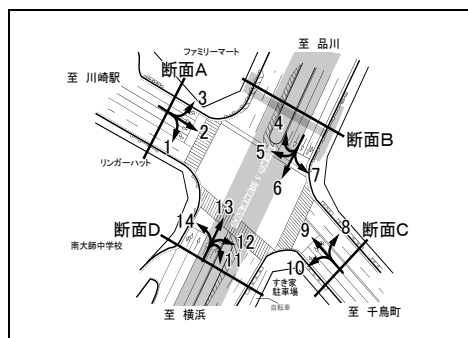 至 品川
ファミリーマート
断面A
至 川崎駅
3
2
1
リンガーハット
4
5
6
7
断面B
13
14
12
11
断面D
南大師中学校
9
8
10
断面C
すき家
駐車場
自転車
至 横浜
至 千鳥町